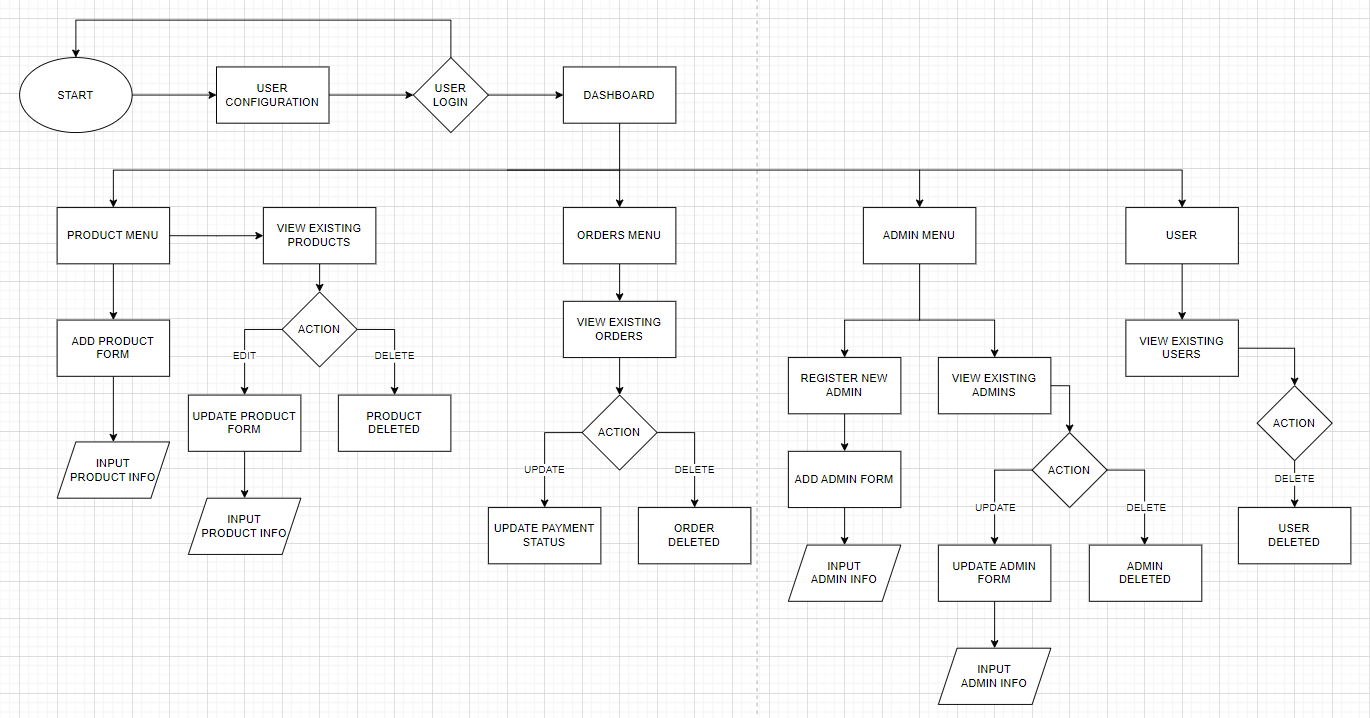 START
USER
CONFIGURATION
USER
LOGIN
DASHBOARD
PRODUCT MENU
VIEW EXISTING
PRODUCTS
ORDERS MENU
ADMIN MENU
USER
ADD PRODUCT
FORM
ACTION
EDIT
DELETE
VIEW EXISTING
ORDERS
VIEW EXISTING
USERS
REGISTER NEW
ADMIN
VIEW EXISTING
ADMINS
UPDATE PRODUCT
FORM
PRODUCT
DELETED
ACTION
ACTION
INPUT
PRODUCT INFO
UPDATE
DELETE
ADD ADMIN FORM
ACTION
DELETE
INPUT
PRODUCT INFO
UPDATE
DELETE
UPDATE PAYMENT
STATUS
ORDER
DELETED
USER
DELETED
INPUT
ADMIN INFO
UPDATE ADMIN
FORM
ADMIN
DELETED
INPUT
ADMIN INFO